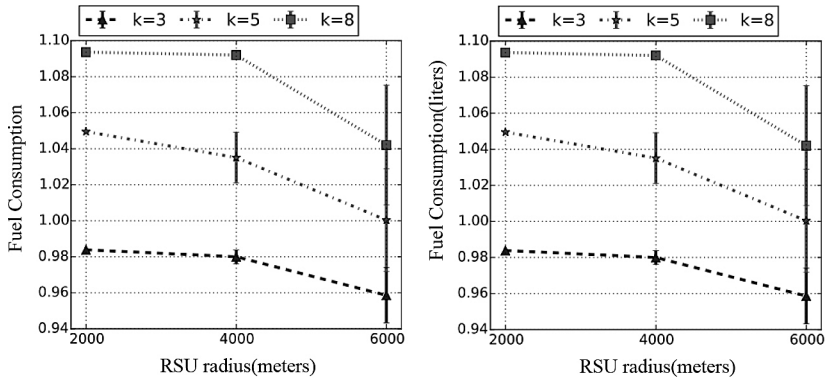 k=3 k=5 k=8
1.10
1.08
1.06
1.04
1.02
1.00
0.98
0.96
0.94
Fuel Consumption
2000 4000 6000
RSU radius(meters)
k=3 k=5 k=8
1.10
1.08
1.06
1.04
1.02
1.00
0.98
0.96
0.94
Fuel Consumption(liters)
2000 4000 6000
RSU radius(meters)